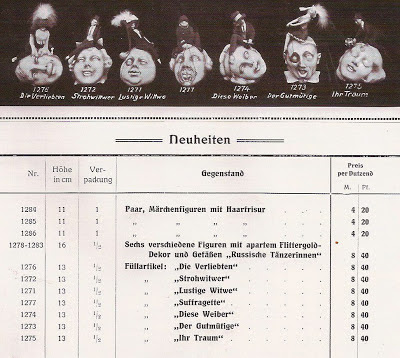 1276 1272 1271 1277 1274 1273 1275
Die Verliebten Strohwitwer Lustige Witwe Diese Weiber Der Gutmütige Ihr Traum
Neuheiten
Nr. Höhe in cm Ver-packung Gegenstand Preis per Dutzend
M. Pf.
1284 11 1 Paar, Märchenfiguren mit Haarfrisur . . . 4 20
1285 11 1 „ „ „ „ . . . 4 20
1286 11 1 „ „ „ „ . . . 4 20
1278-1283 16 1/2 Sechs verschiedene Figuren mit apartem Flittergold-
Dekor und Gefäßen „Russische Tänzerinnen“ 8 40
1276 13 1/2 Füllartikel: „Die Verliebten“ . . . . . . 8 40
1272 13 1/2 „ „Strohwitwer“ . . . . . . 8 40
1271 13 1/2 „ „Lustige Witwe“ . . . . . . 8 40
1277 13 1/2 „ „Suffragette“ . . . . . . 8 40
1274 13 1/2 „ „Diese Weiber“ . . . . . . 8 40
1273 13 1/2 „ „Der Gutmütige“ . . . . . . 8 40
1275 13 1/2 „ „Ihr Traum“ . . . . . . 8 40